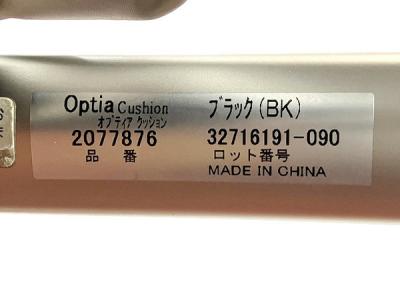 Optia Cushion ブラック(BK)
オプティア クッション
2077876 32716191-090
品 番 ロット番号
MADE IN CHINA